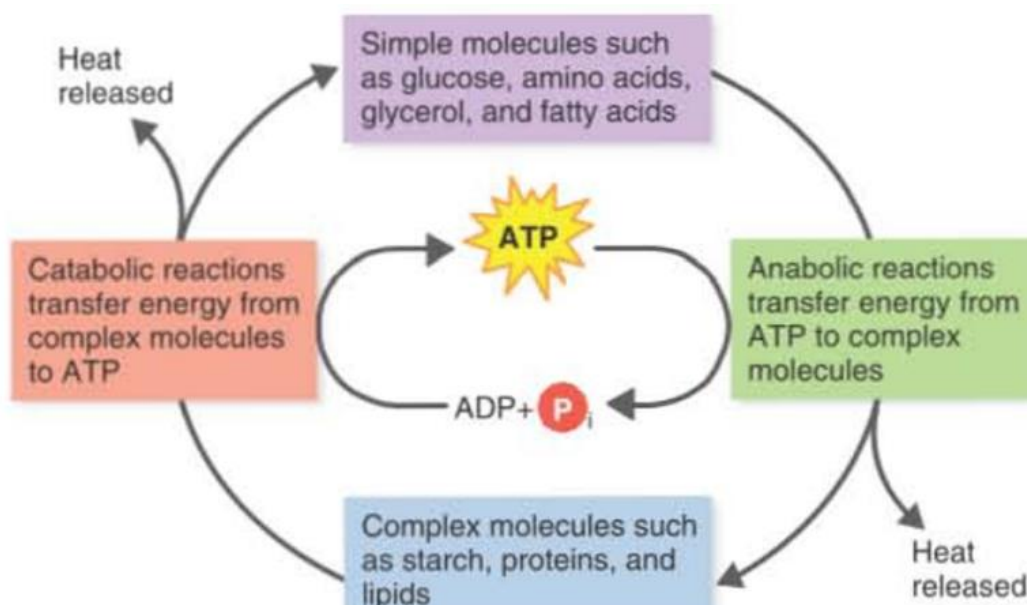 Heat
released
Simple molecules such
as glucose, amino acids,
glycerol, and fatty acids
ATP
Catabolic reactions
transfer energy from
complex molecules
to ATP
Anabolic reactions
transfer energy from
ATP to complex
molecules
ADP+ P i
Complex molecules such
as starch, proteins, and
lipids
Heat
released